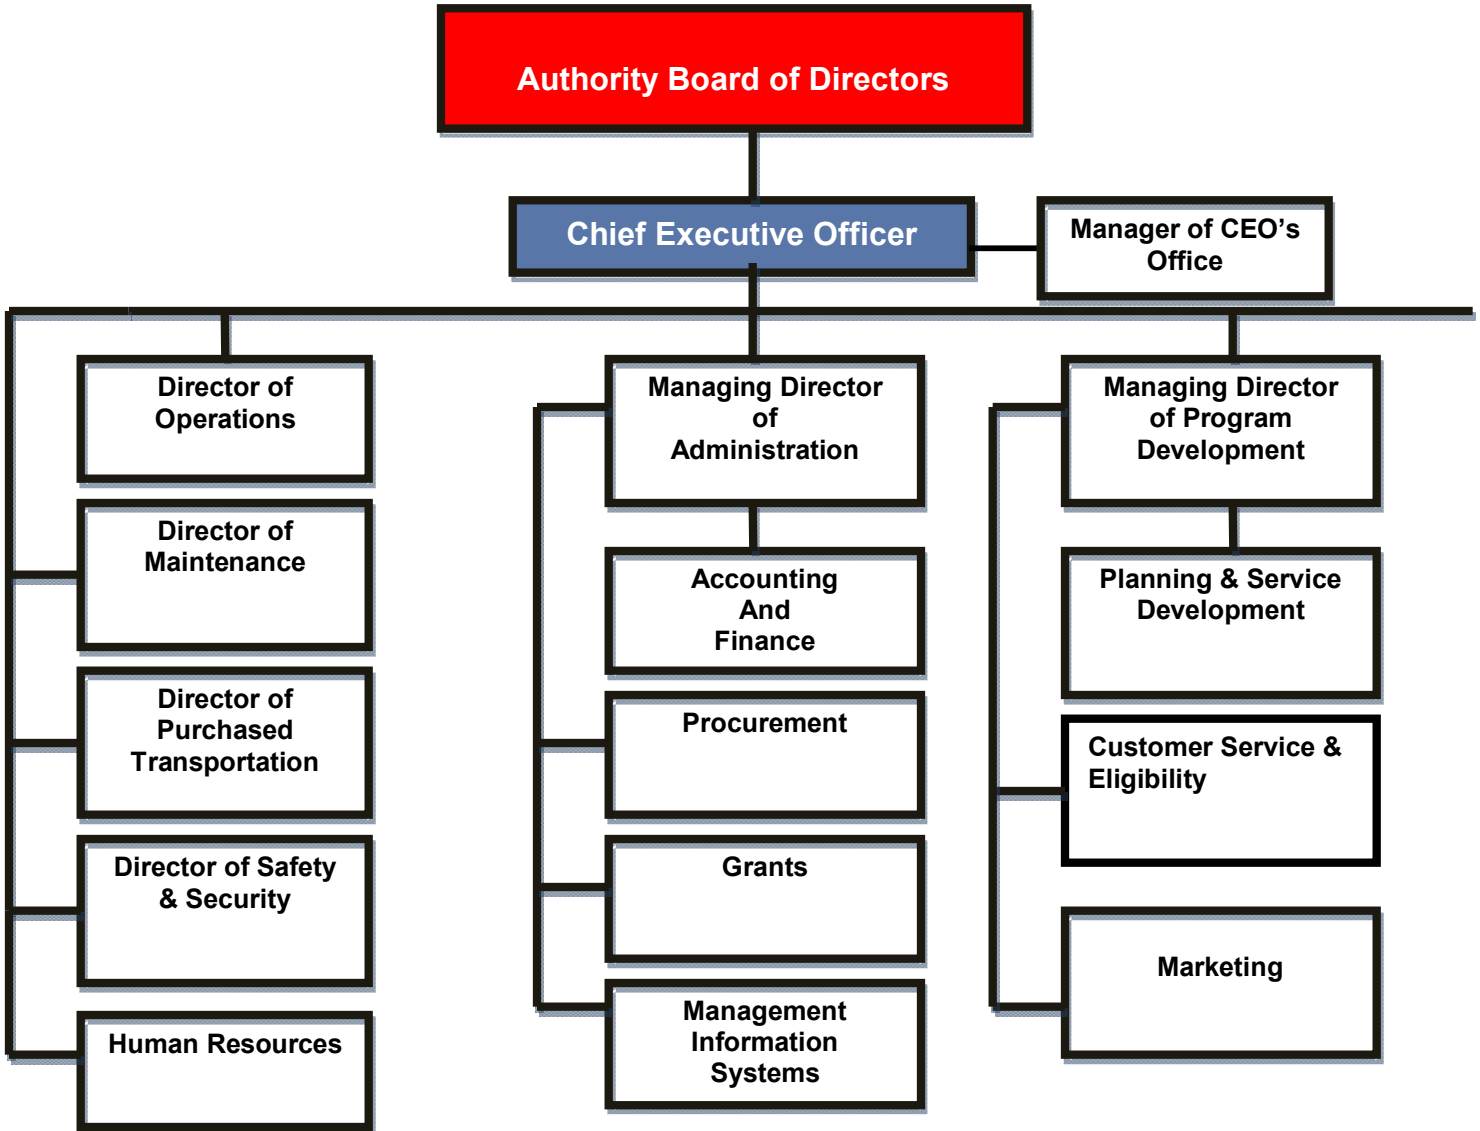 Authority Board of Directors
Chief Executive Officer
Manager of CEO’s
Office
Director of
Operations
Director of
Maintenance
Director of
Purchased
Transportation
Director of Safety
& Security
Human Resources
Managing Director
of
Administration
Accounting
And
Finance
Procurement
Grants
Management
Information
Systems
Managing Director
of Program
Development
Planning & Service
Development
Customer Service &
Eligibility
Marketing